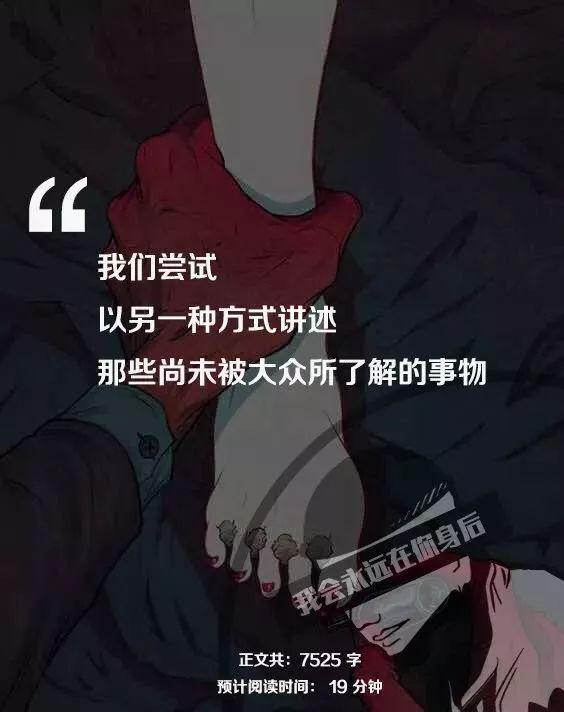 “
我们尝试
以另一种方式讲述
那些尚未被大众所了解的事物
我会永远在你身后
正文共：7525 字
预计阅读时间： 19 分钟